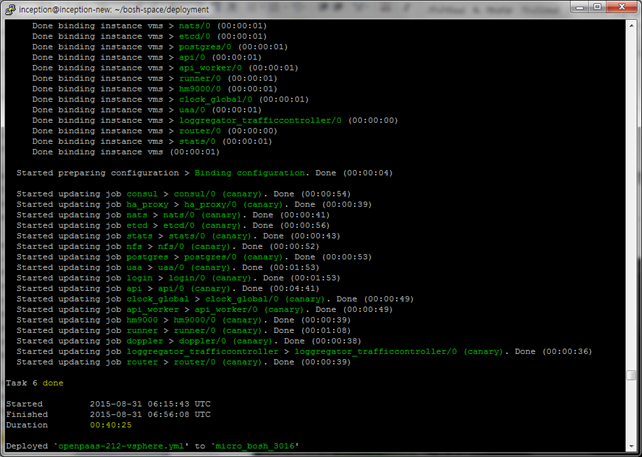 inception@inception-new: ~/bosh-space/deployment
Done binding instance vms > nats/0 (00:00:01)
Done binding instance vms > etcd/0 (00:00:01)
Done binding instance vms > postgres/0 (00:00:01)
Done binding instance vms > api/0 (00:00:01)
Done binding instance vms > api_worker/0 (00:00:01)
Done binding instance vms > runner/0 (00:00:01)
Done binding instance vms > hm9000/0 (00:00:01)
Done binding instance vms > clock_global/0 (00:00:01)
Done binding instance vms > uaa/0 (00:00:01)
Done binding instance vms > loggregator_trafficcontroller/0 (00:00:00)
Done binding instance vms > router/0 (00:00:00)
Done binding instance vms > stats/0 (00:00:01)
Done binding instance vms (00:00:01)
Started preparing configuration > Binding configuration. Done (00:00:04)
Started updating job consul > consul/0 (canary). Done (00:00:54)
Started updating job ha_proxy > ha_proxy/0 (canary). Done (00:00:39)
Started updating job nats > nats/0 (canary). Done (00:00:41)
Started updating job etcd > etcd/0 (canary). Done (00:00:56)
Started updating job stats > stats/0 (canary). Done (00:00:43)
Started updating job nfs > nfs/0 (canary). Done (00:00:52)
Started updating job postgres > postgres/0 (canary). Done (00:00:53)
Started updating job uaa > uaa/0 (canary). Done (00:01:53)
Started updating job login > login/0 (canary). Done (00:01:53)
Started updating job api > api/0 (canary). Done (00:04:41)
Started updating job clock_global > clock_global/0 (canary). Done (00:00:49)
Started updating job api_worker > api_worker/0 (canary). Done (00:00:49)
Started updating job hm9000 > hm9000/0 (canary). Done (00:00:39)
Started updating job runner > runner/0 (canary). Done (00:01:08)
Started updating job doppler > doppler/0 (canary). Done (00:00:38)
Started updating job loggregator_trafficcontroller > loggregator_trafficcontroller/0 (canary). Done (00:00:36)
Started updating job router > router/0 (canary). Done (00:00:39)
Task 6 done
Started 2015-08-31 06:15:43 UTC
Finished 2015-08-31 06:56:08 UTC
Duration 00:40:25
Deployed `openpaas-212-vsphere.yml' to `micro_bosh_3016'